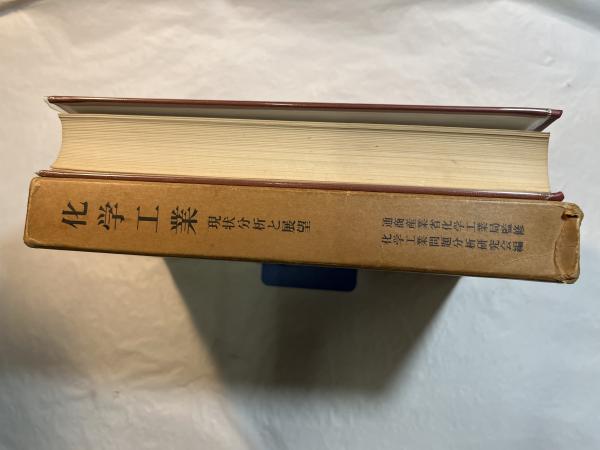 化学工業
現状分析と展望
通商産業省化学工業局監修
化学工業問題分析研究会編